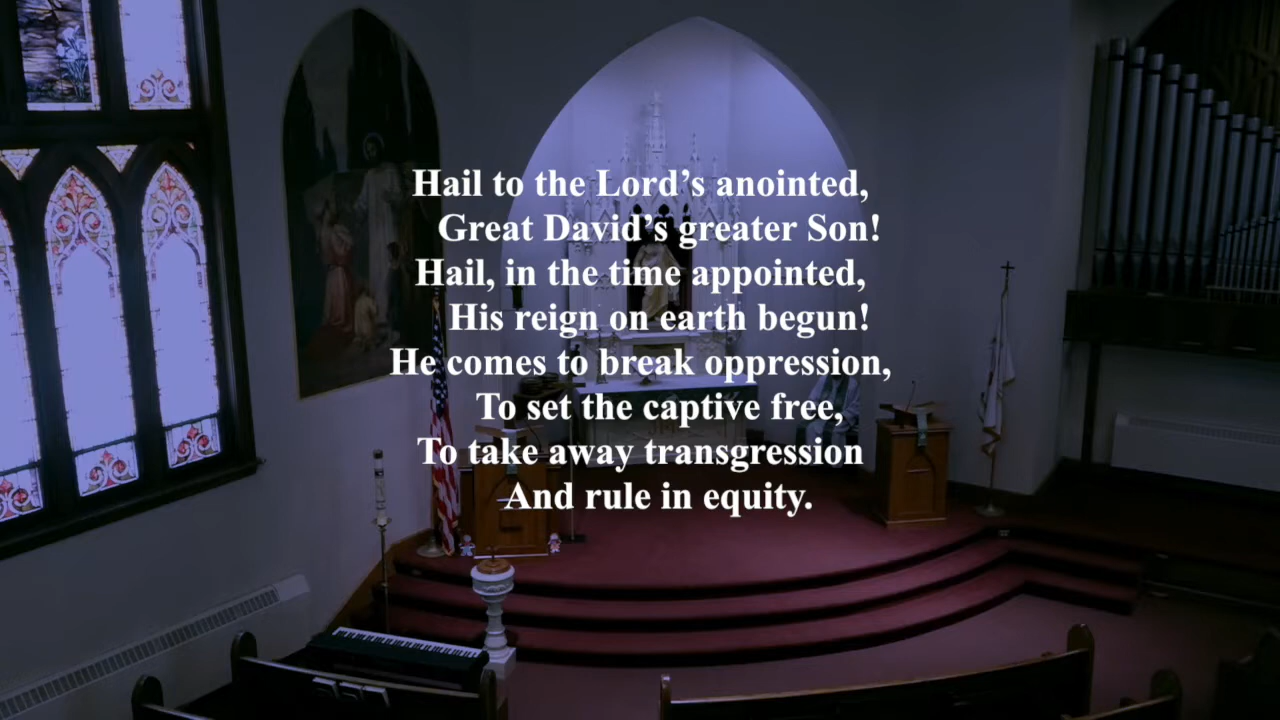 Hail to the Lord’s anointed,
Great David’s greater Son!
Hail, in the time appointed,
His reign on earth begun!
He comes to break oppression,
To set the captive free,
To take away transgression
And rule in equity.